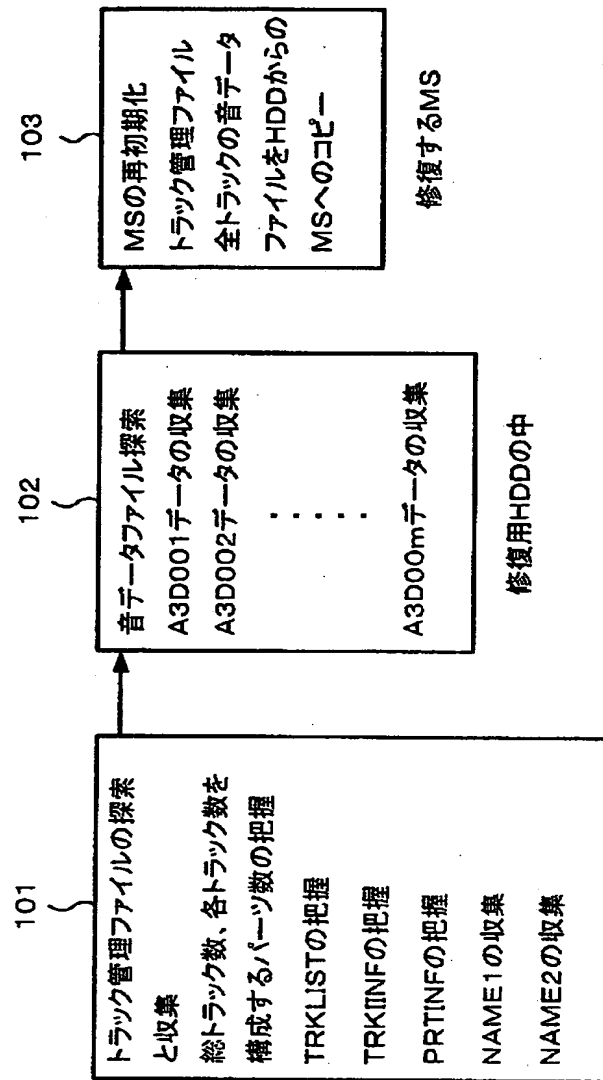 101
トラック管理ファイルの探索
と収集
総トラック数、各トラック数を
構成するパーツ数の把握
TRKLISTの把握
TRKIINFの把握
PRTINFの把握
NAME1の収集
NAME2の収集
102
音データファイル探索
A3D001データの収集
A3D002データの収集
・・・・・
A3D00mデータの収集
修復用HDDの中
103
MSの再初期化
トラック管理ファイル
全トラックの音データ
ファイルをHDDからの
MSへのコピー
修復するMS